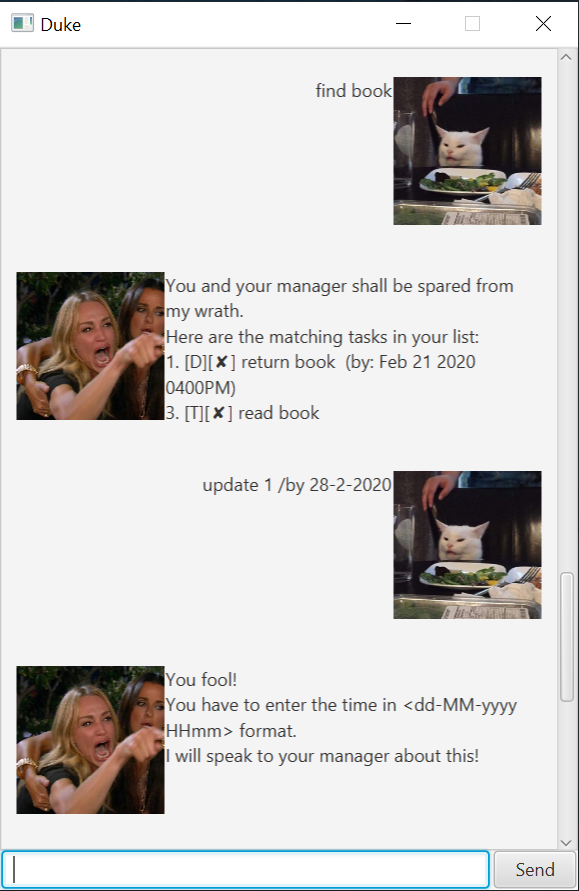 Duke
find book
You and your manager shall be spared from
my wrath.
Here are the matching tasks in your list:
1. [D][✘] return book  (by: Feb 21 2020
0400PM)
3. [T][✘] read book
update 1 /by 28-2-2020
You fool!
You have to enter the time in <dd-MM-yyyy
HHmm> format.
I will speak to your manager about this!
Send